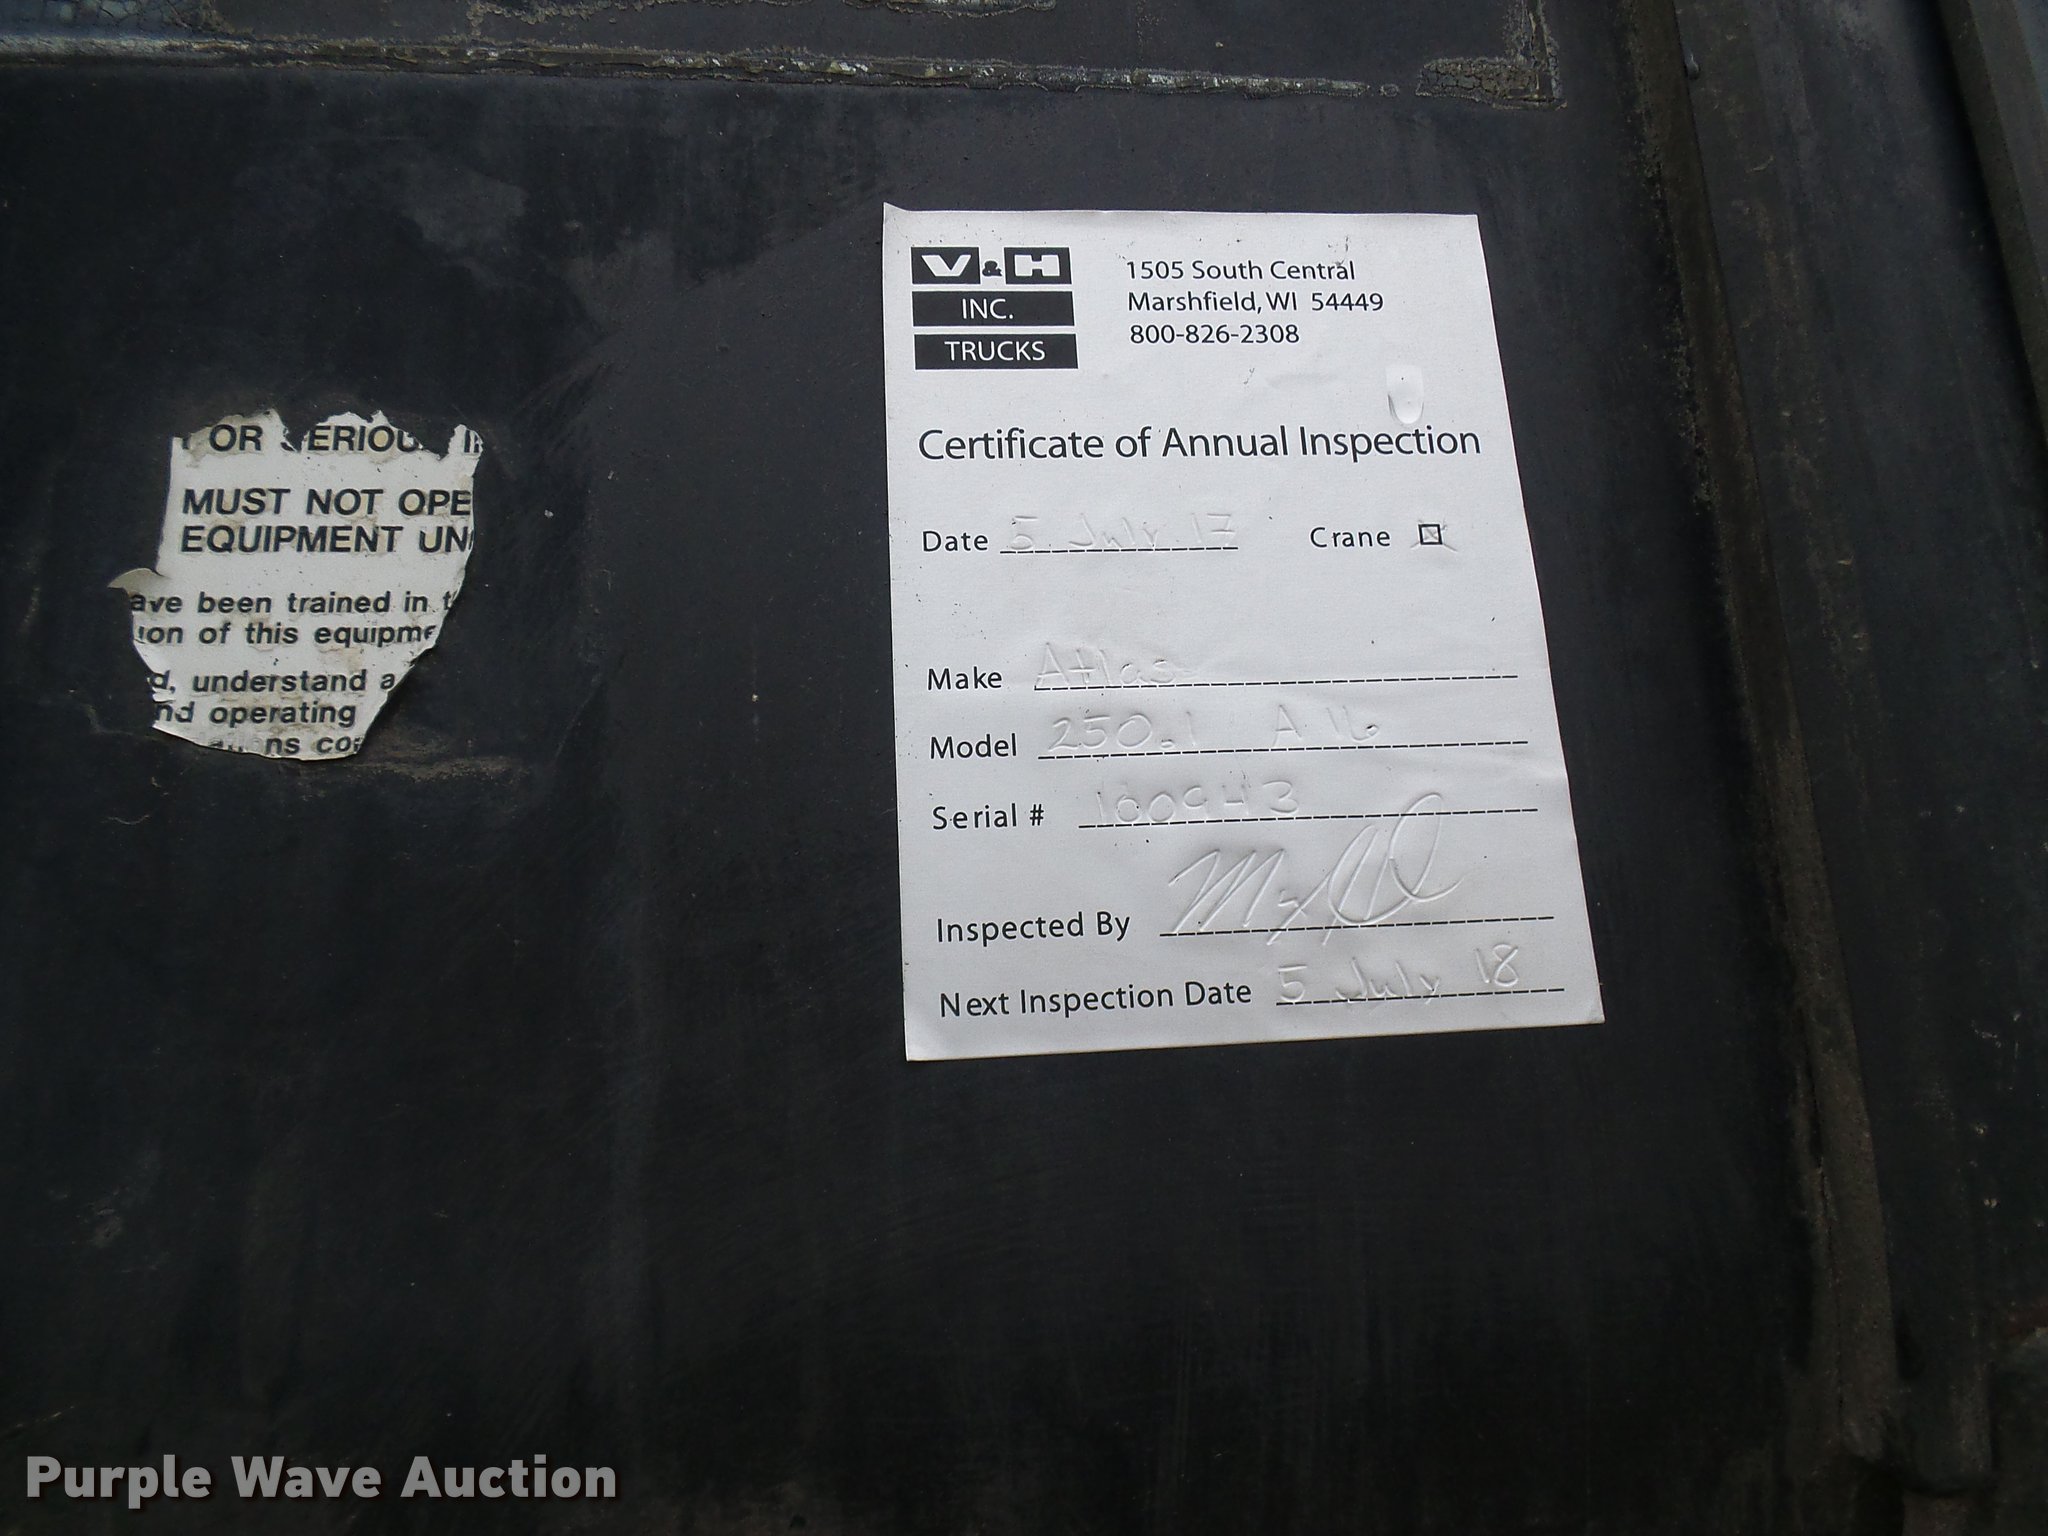 OR SERIOU
MUST NOT OPE
EQUIPMENT UN
ave been trained in t
ion of this equipme
d, understand a
nd operating
ns co
V&H
INC.
TRUCKS
1505 South Central
Marshfield, WI 54449
800-826-2308
Certificate of Annual Inspection
Date 5 July 17 Crane
Make Atlas
Model 250.1 A16
Serial # 100943
Inspected By
Next Inspection Date 5 July 18
Purple Wave Auction